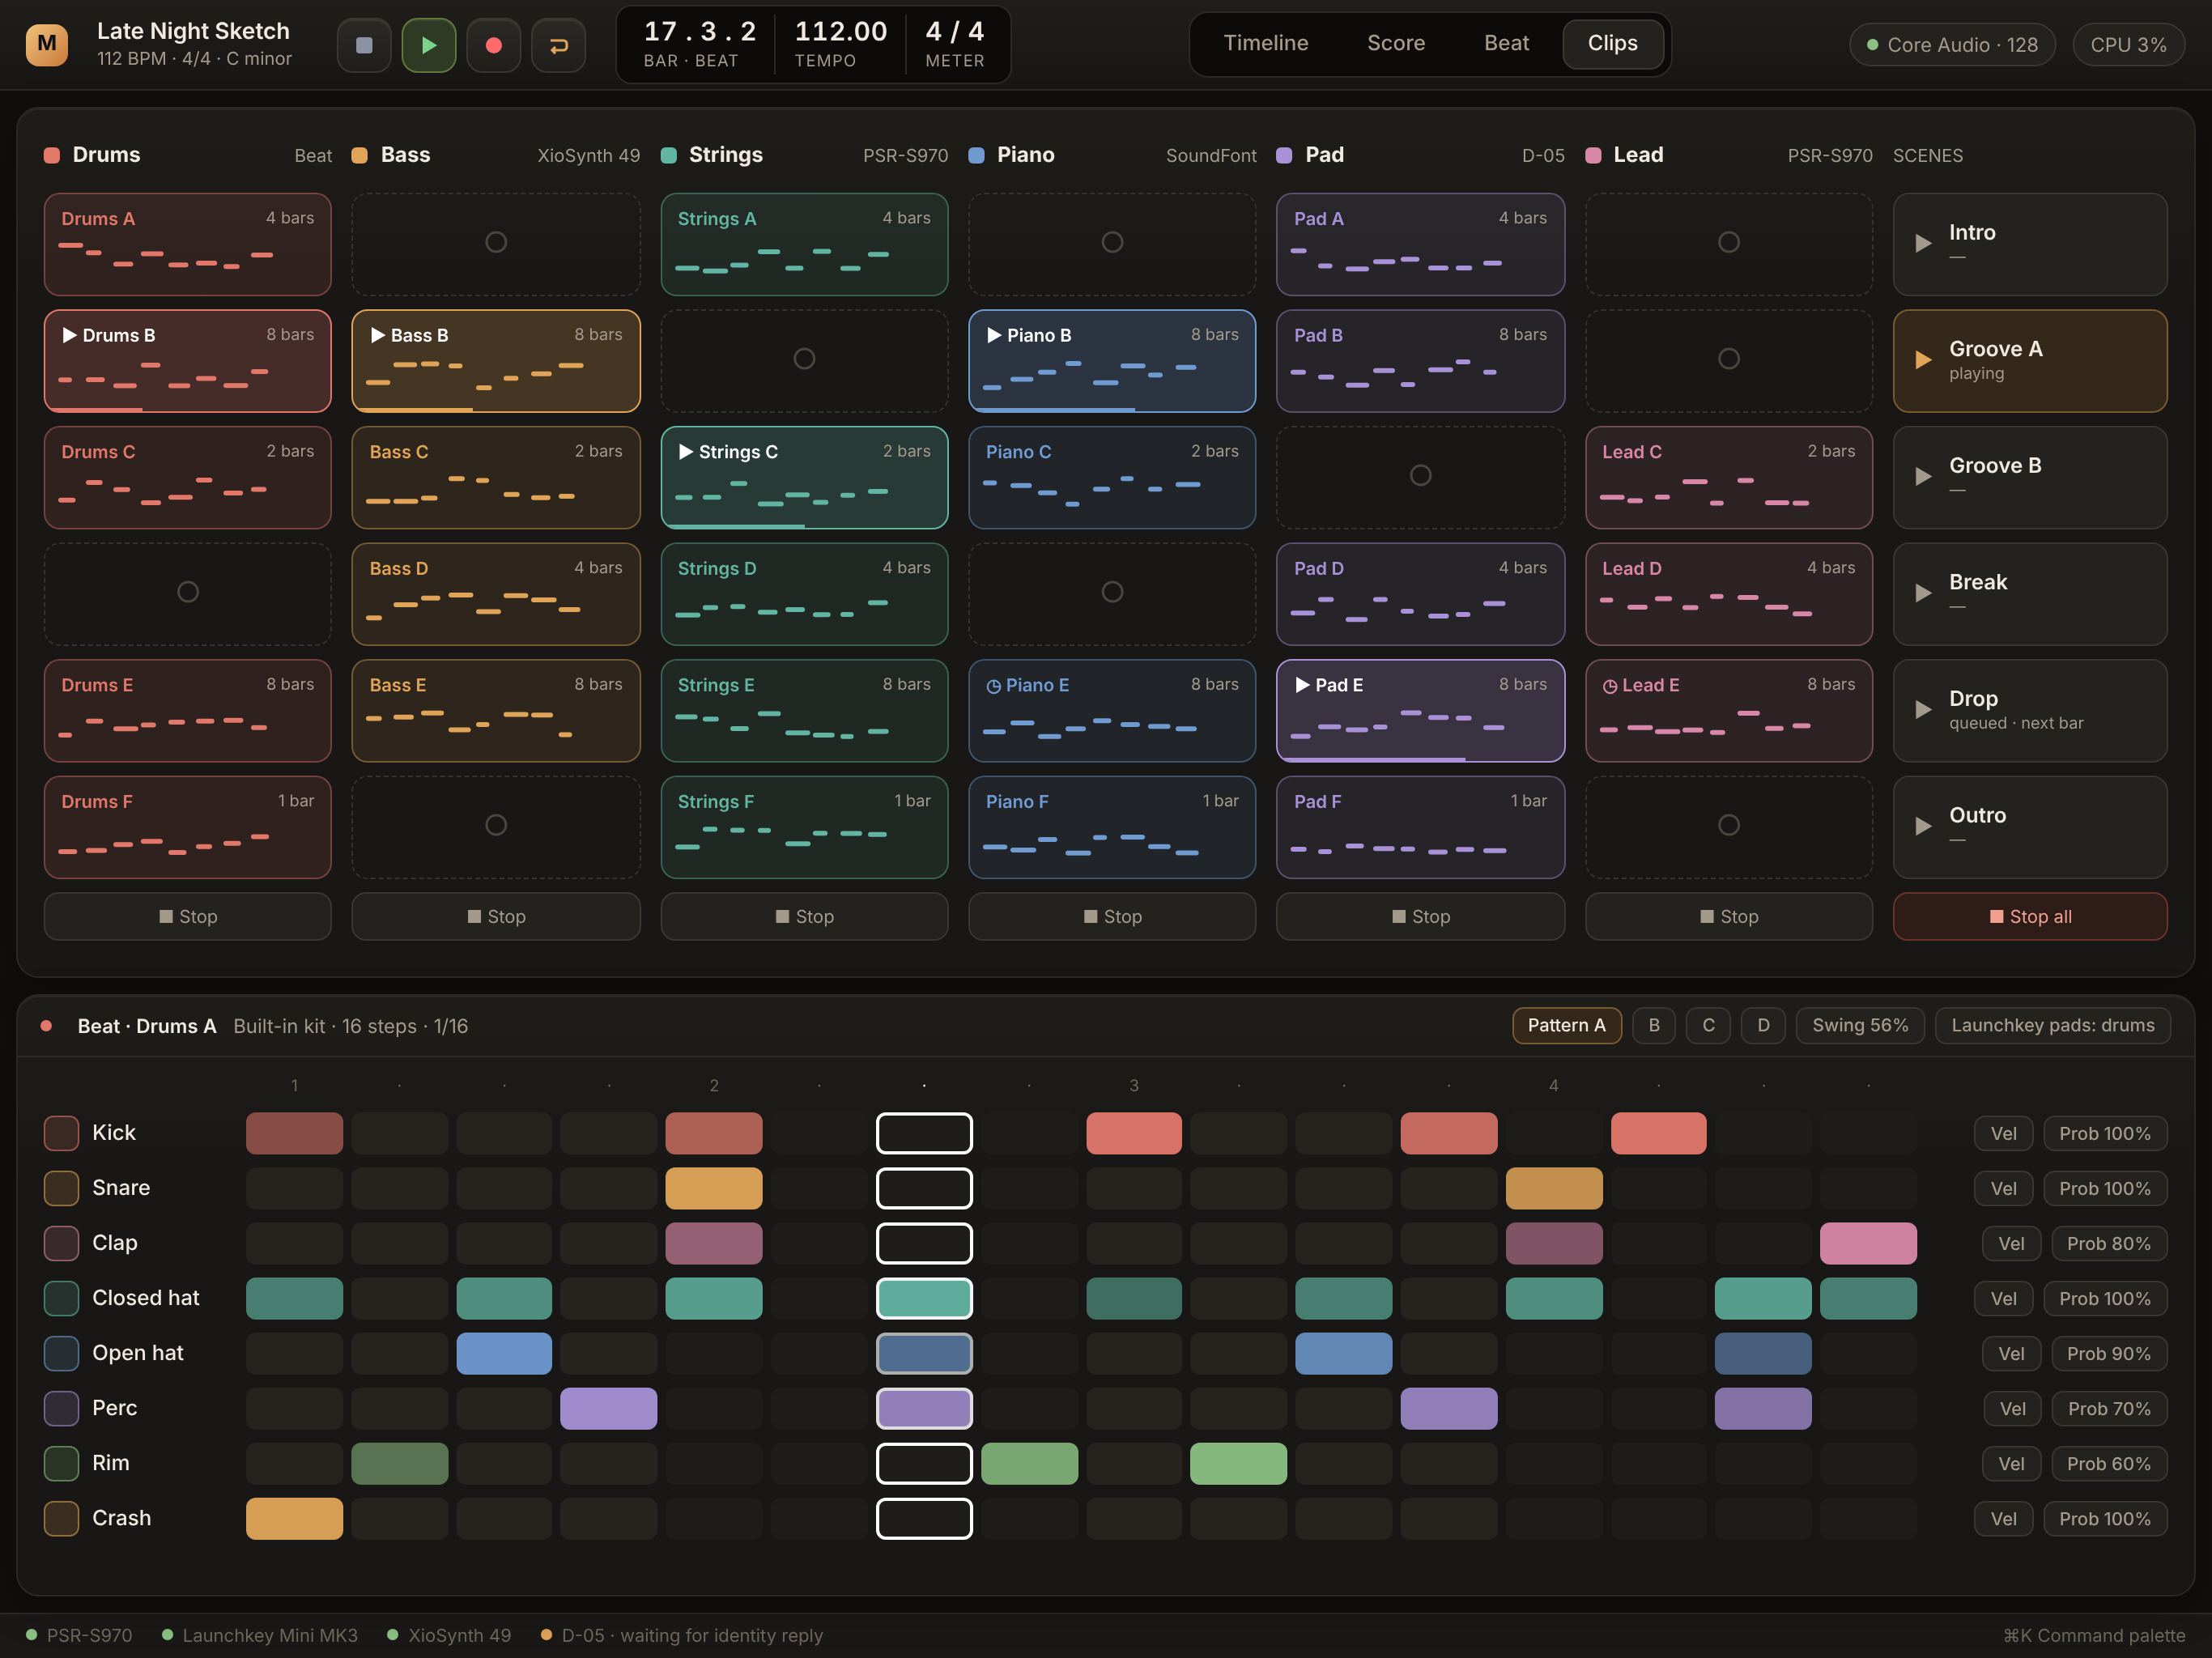 M
Late Night Sketch
112 BPM · 4/4 · C minor
17 . 3 . 2
BAR · BEAT
112.00
TEMPO
4 / 4
METER
Timeline
Score
Beat
Clips
Core Audio · 128
CPU 3%
Drums Beat
Bass XioSynth 49
Strings PSR-S970
Piano SoundFont
Pad D-05
Lead PSR-S970
SCENES
Drums A 4 bars
Strings A 4 bars
Pad A 4 bars
Intro
—
Drums B 8 bars
Bass B 8 bars
Piano B 8 bars
Pad B 8 bars
Groove A
playing
Drums C 2 bars
Bass C 2 bars
Strings C 2 bars
Piano C 2 bars
Lead C 2 bars
Groove B
—
Bass D 4 bars
Strings D 4 bars
Pad D 4 bars
Lead D 4 bars
Break
—
Drums E 8 bars
Bass E 8 bars
Strings E 8 bars
Piano E 8 bars
Pad E 8 bars
Lead E 8 bars
Drop
queued · next bar
Drums F 1 bar
Strings F 1 bar
Piano F 1 bar
Pad F 1 bar
Outro
—
Stop
Stop
Stop
Stop
Stop
Stop
Stop all
Beat · Drums A Built-in kit · 16 steps · 1/16
Pattern A
B
C
D
Swing 56%
Launchkey pads: drums
1 · · · 2 · · · 3 · · · 4 · · ·
Kick Vel Prob 100%
Snare Vel Prob 100%
Clap Vel Prob 80%
Closed hat Vel Prob 100%
Open hat Vel Prob 90%
Perc Vel Prob 70%
Rim Vel Prob 60%
Crash Vel Prob 100%
PSR-S970
Launchkey Mini MK3
XioSynth 49
D-05 · waiting for identity reply
⌘K Command palette